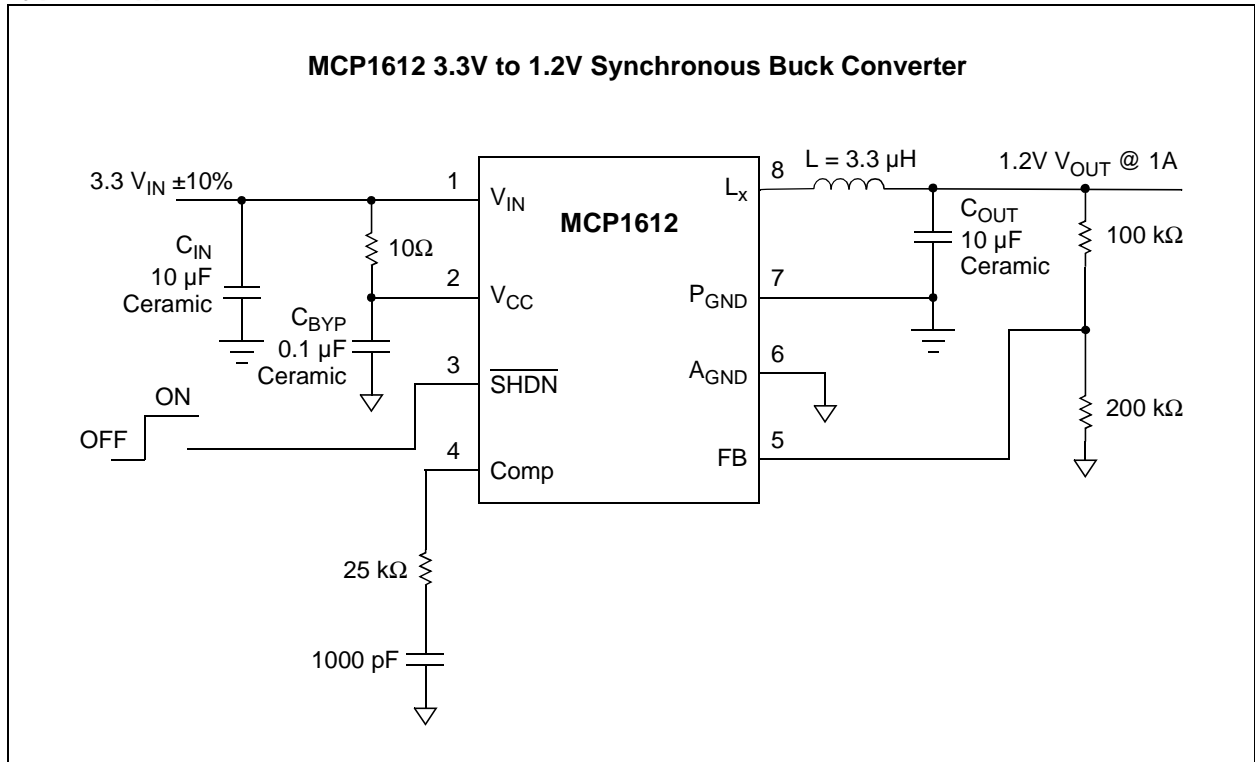 MCP1612 3.3V to 1.2V Synchronous Buck Converter
3.3 VIN ±10%
CIN
10 µF
Ceramic
10Ω
CBYP
0.1 µF
Ceramic
OFF
ON
1
2
3
4
VIN
VCC
SHDN
Comp
MCP1612
Lx
PGND
AGND
FB
8
7
6
5
L = 3.3 µH
1.2V VOUT @ 1A
COUT
10 µF
Ceramic
100 kΩ
200 kΩ
25 kΩ
1000 pF